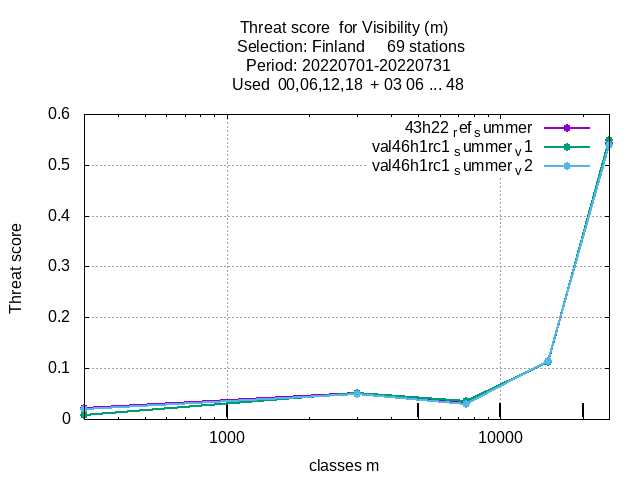 Threat score  for Visibility (m)
Selection: Finland     69 stations
Period: 20220701-20220731
Used  00,06,12,18  + 03 06 ... 48
43h22 ref summer
val46h1rc1 summer v1
val46h1rc1 summer v2
0.6
0.5
0.4
0.3
0.2
0.1
0
Threat score
1000
10000
classes m